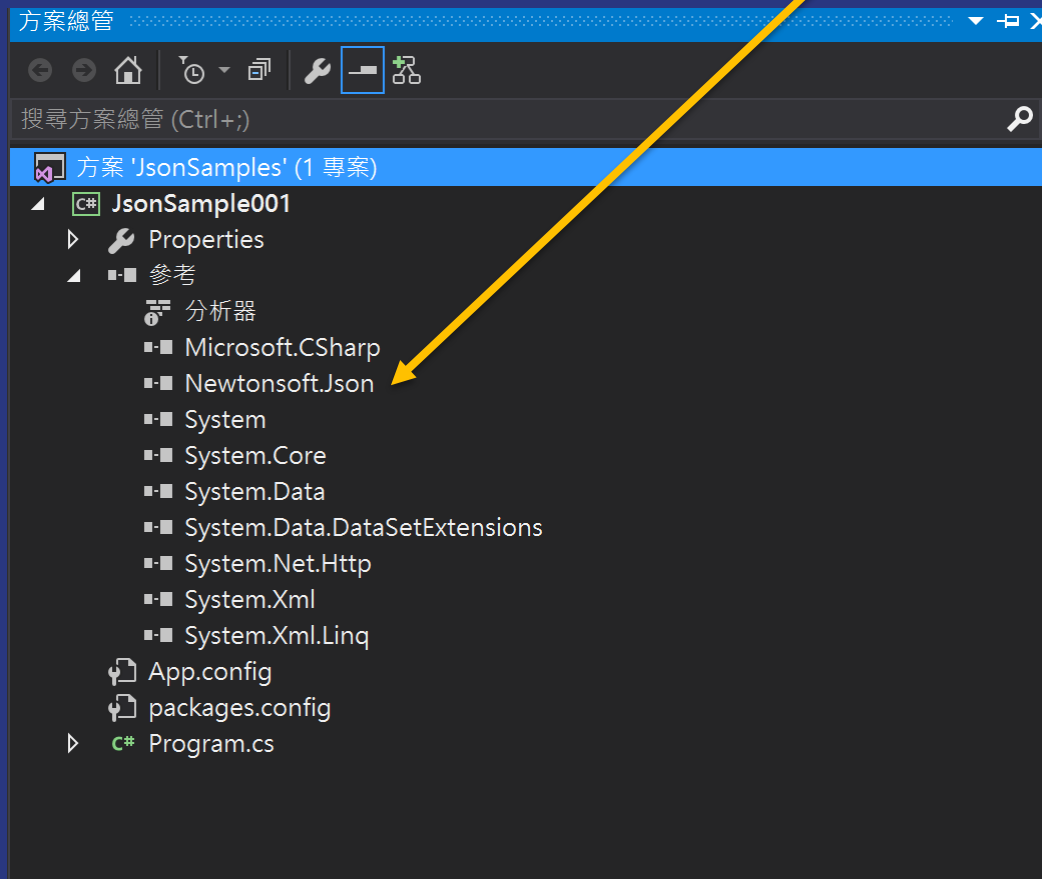 方案總管
搜尋方案總管 (Ctrl+;)
方案 'JsonSamples' (1 專案)
C# JsonSample001
Properties
參考
分析器
Microsoft.CSharp
Newtonsoft.Json
System
System.Core
System.Data
System.Data.DataSetExtensions
System.Net.Http
System.Xml
System.Xml.Linq
App.config
packages.config
C# Program.cs